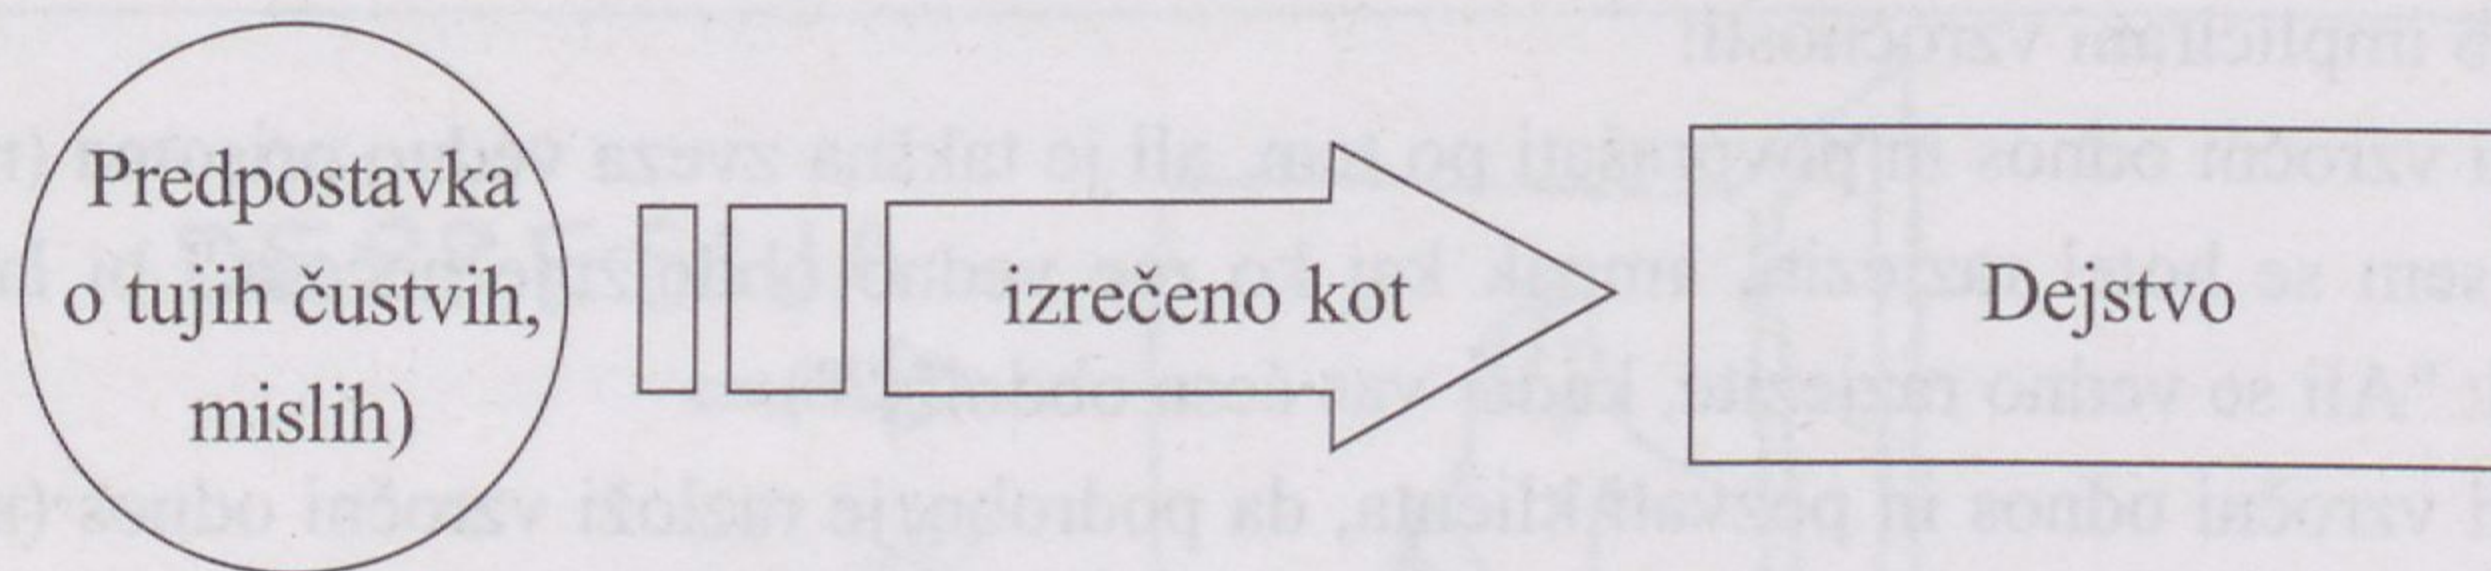 Predpostavka
o tujih čustvih,
mislih)
izrečeno kot
Dejstvo